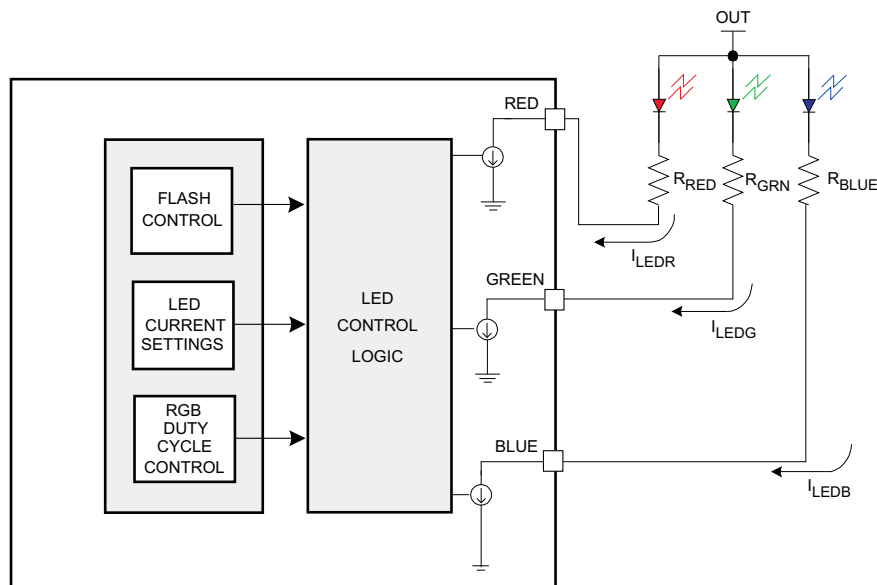 OUT
RED
R_RED
R_GRN
R_BLUE
FLASH
CONTROL
I_LEDR
GREEN
LED
CURRENT
SETTINGS
LED
CONTROL
LOGIC
I_LEDG
RGB
DUTY
CYCLE
CONTROL
BLUE
I_LEDB